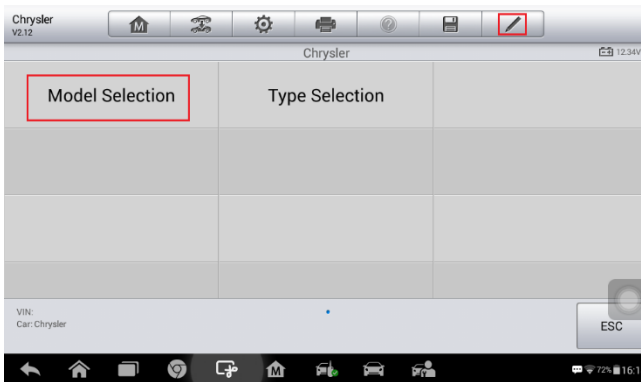 Chrysler
V2.12
M
?
Chrysler
12.34V
Model Selection
Type Selection
VIN:
Car: Chrysler
ESC
M
72%
16:1